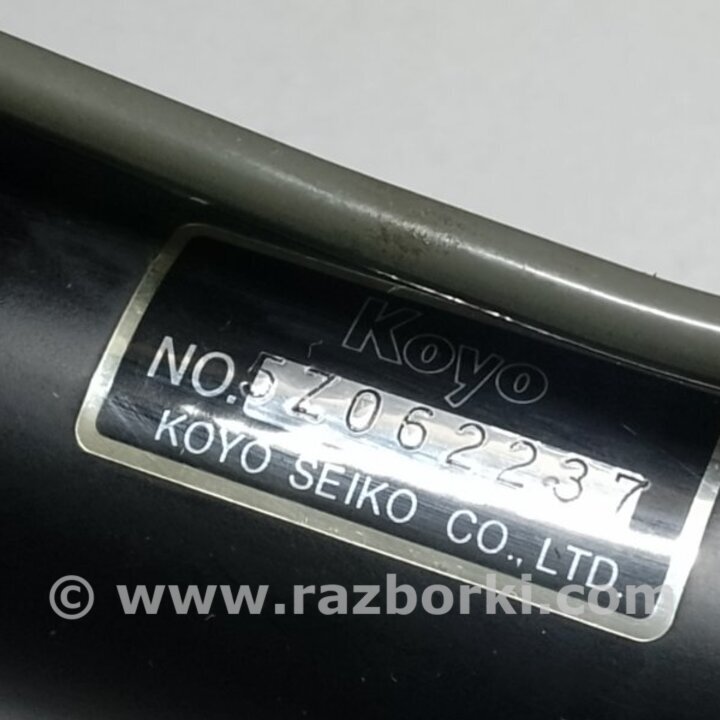 Koyo
NO. 5Z062237
KOYO SEIKO CO., LTD.
© www.razborki.com